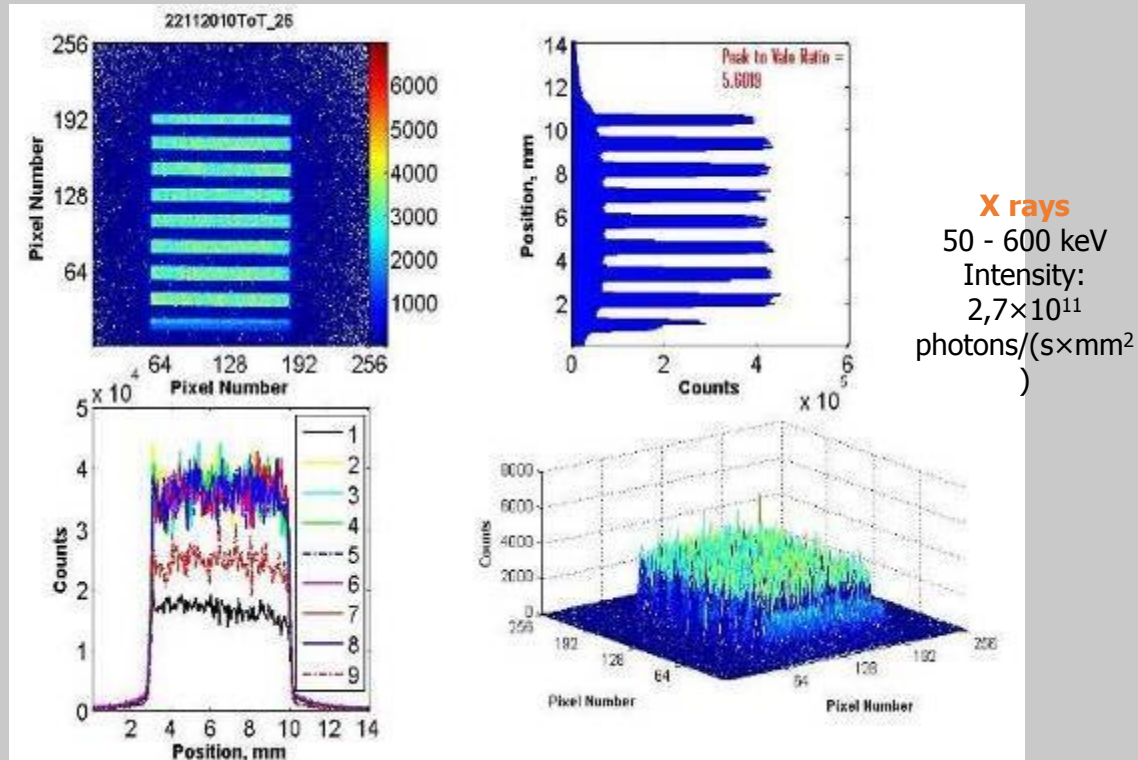 22112010ToT_25
256
192
128
64
Pixel Number
64 128 192 256
Pixel Number
6000
5000
4000
3000
2000
1000
14
12
10
8
6
4
2
Position, mm
0 2 4 6
Counts
x 10⁵
Peak to Vale Ratio =
5.6019
X rays
50 - 600 keV
Intensity:
2,7×10¹¹
photons/(s×mm²
)
x 10⁴
5
4
3
2
1
0
Counts
2 4 6 8 10 12 14
Position, mm
1
2
3
4
5
6
7
8
9
8000
6000
4000
2000
0
Counts
256
192
128
64
Pixel Number
64
128
192
256
Pixel Number